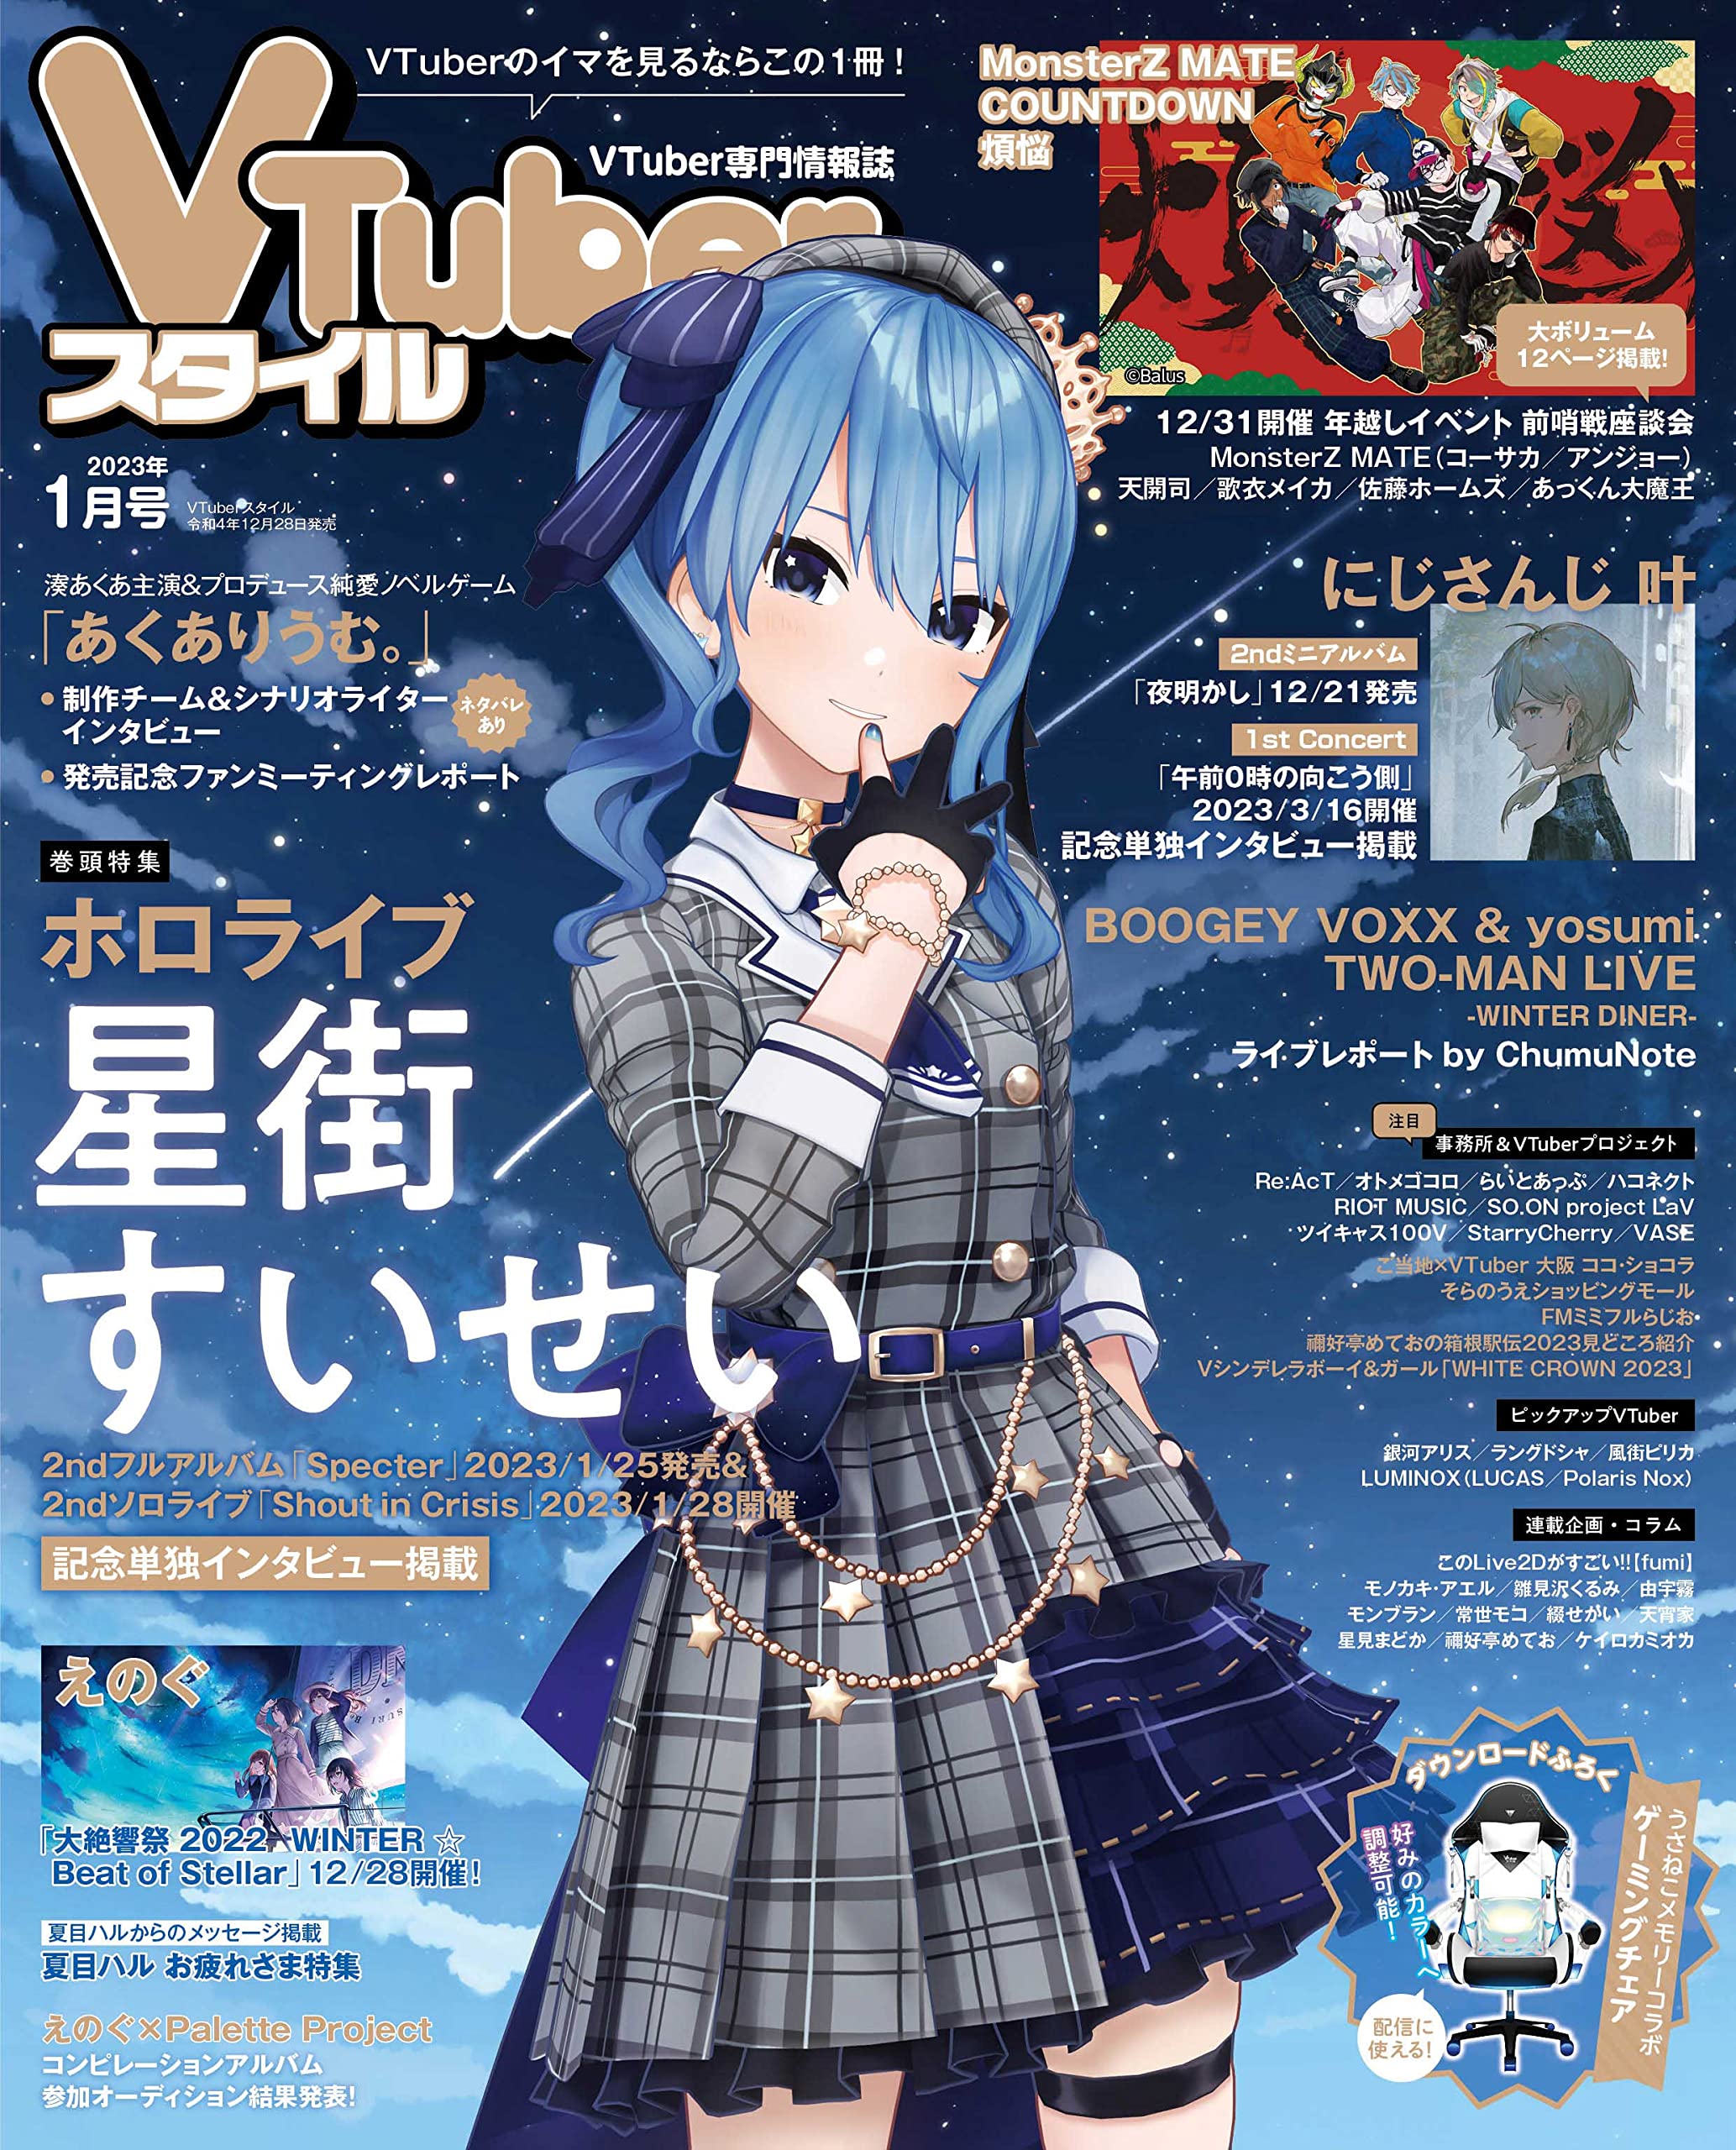 VTuberのイマを見るならこの1冊！
VTuber専門情報誌
VTuber
スタイル
2023年
1月号
VTuberスタイル
令和4年12月28日発売
湊あくあ主演&プロデュース純愛ノベルゲーム
「あくありうむ。」
• 制作チーム&シナリオライター
インタビュー
ネタバレ
あり
• 発売記念ファンミーティングレポート
巻頭特集
ホロライブ
星街
すいせい
2ndフルアルバム「Specter」2023/1/25発売&
2ndソロライブ「Shout in Crisis」2023/1/28開催
記念単独インタビュー掲載
えのぐ
「大絶響祭 2022 -WINTER ☆
Beat of Stellar」12/28開催！
夏目ハルからのメッセージ掲載
夏目ハル お疲れさま特集
えのぐ×Palette Project
コンピレーションアルバム
参加オーディション結果発表！
MonsterZ MATE
COUNTDOWN
煩悩
煩悩
大ボリューム
12ページ掲載！
©Balus
12/31開催 年越しイベント 前哨戦座談会
MonsterZ MATE（コーサカ／アンジョー）
天開司／歌衣メイカ／佐藤ホームズ／あっくん大魔王
にじさんじ 叶
2ndミニアルバム
「夜明かし」12/21発売
1st Concert
「午前0時の向こう側」
2023/3/16開催
記念単独インタビュー掲載
BOOGEY VOXX & yosumi
TWO-MAN LIVE
-WINTER DINER-
ライブレポート by ChumuNote
注目
事務所＆VTuberプロジェクト
Re:AcT／オトメゴコロ／らいとあっぷ／ハコネクト
RIOT MUSIC／SO.ON project LaV
ツイキャス100V／StarryCherry／VASE
ご当地×VTuber 大阪 ココ・ショコラ
そらのうえショッピングモール
FMミミフルらじお
禰好亭めておの箱根駅伝2023見どころ紹介
Vシンデレラボーイ&ガール「WHITE CROWN 2023」
ピックアップVTuber
銀河アリス／ラングドシャ／風街ピリカ
LUMINOX（LUCAS／Polaris Nox）
連載企画・コラム
このLive2Dがすごい!!【fumi】
モノカキ・アエル／雛見沢くるみ／由宇霧
モンブラン／常世モコ／綴せがい／天宵家
星見まどか／禰好亭めてお／ケイロカミオカ
ダウンロードふろく
うさねこメモリーコラボ
ゲーミングチェア
好みのカラーへ
調整可能！
配信に
使える！